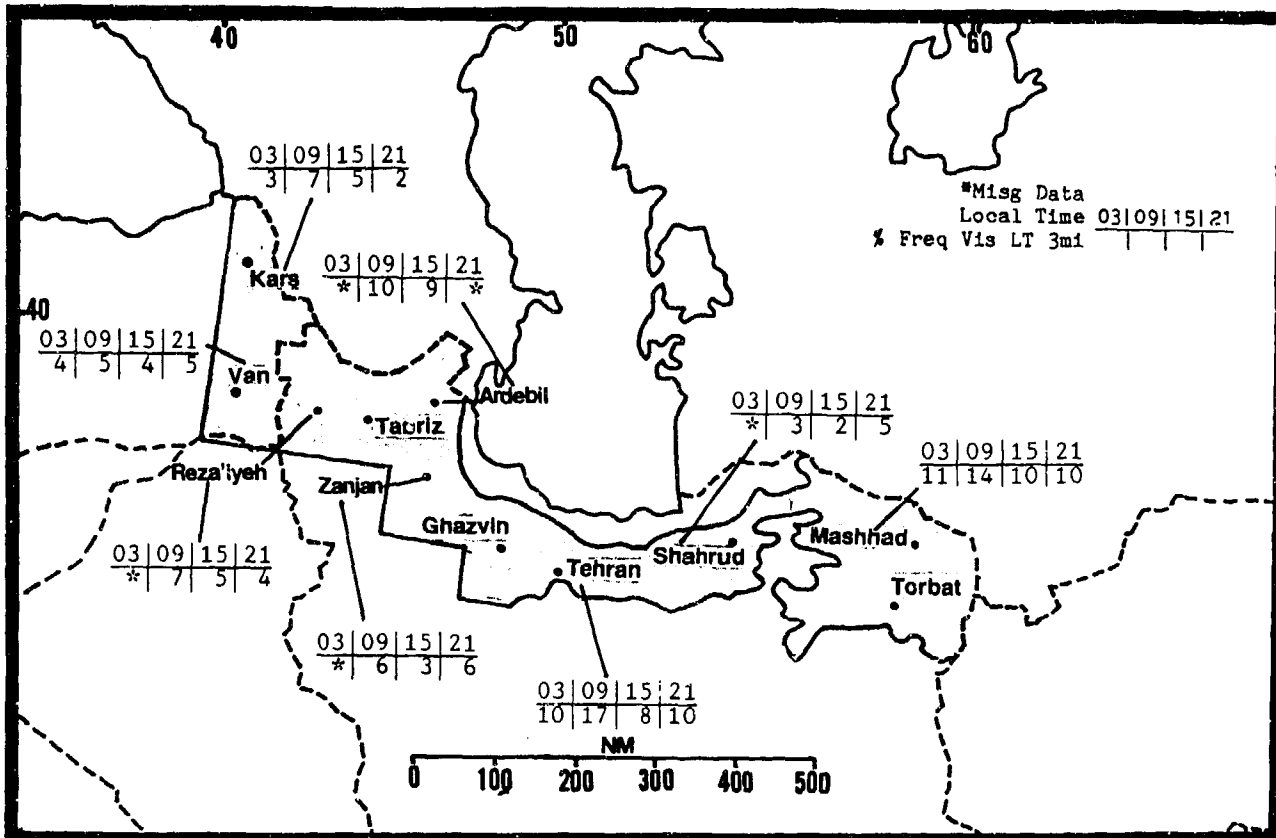 40
50
60
03|09|15|21
3| 7| 5| 2
*Misg Data
Local Time 03|09|15|21
% Freq Vis LT 3mi
Kars
03|09|15|21
*|10| 9| *
40
03|09|15|21
4| 5| 4| 5
Van
Ardebil
Tabriz
03|09|15|21
*| 3| 2| 5
03|09|15|21
11|14|10|10
Reza'iyeh
Zanjan
Ghazvin
Mashhad
Shahrud
Tehran
Torbat
03|09|15|21
*| 7| 5| 4
03|09|15|21
*| 6| 3| 6
03|09|15|21
10|17| 8|10
NM
0 100 200 300 400 500